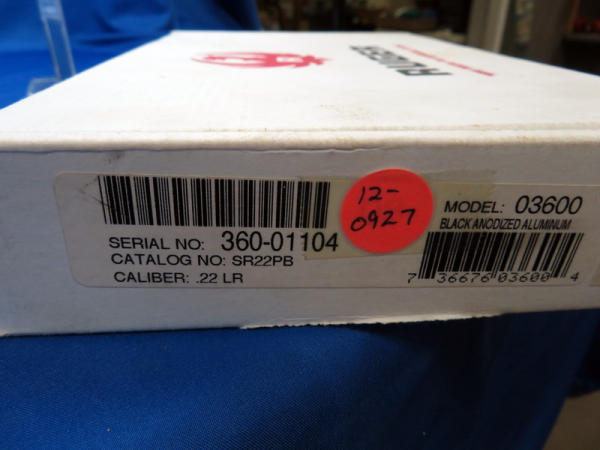 RUGER
SERIAL NO: 360-01104
CATALOG NO: SR22PB
CALIBER: .22 LR
12-
0927
MODEL: 03600
BLACK ANODIZED ALUMINUM
7 36676 03600 4